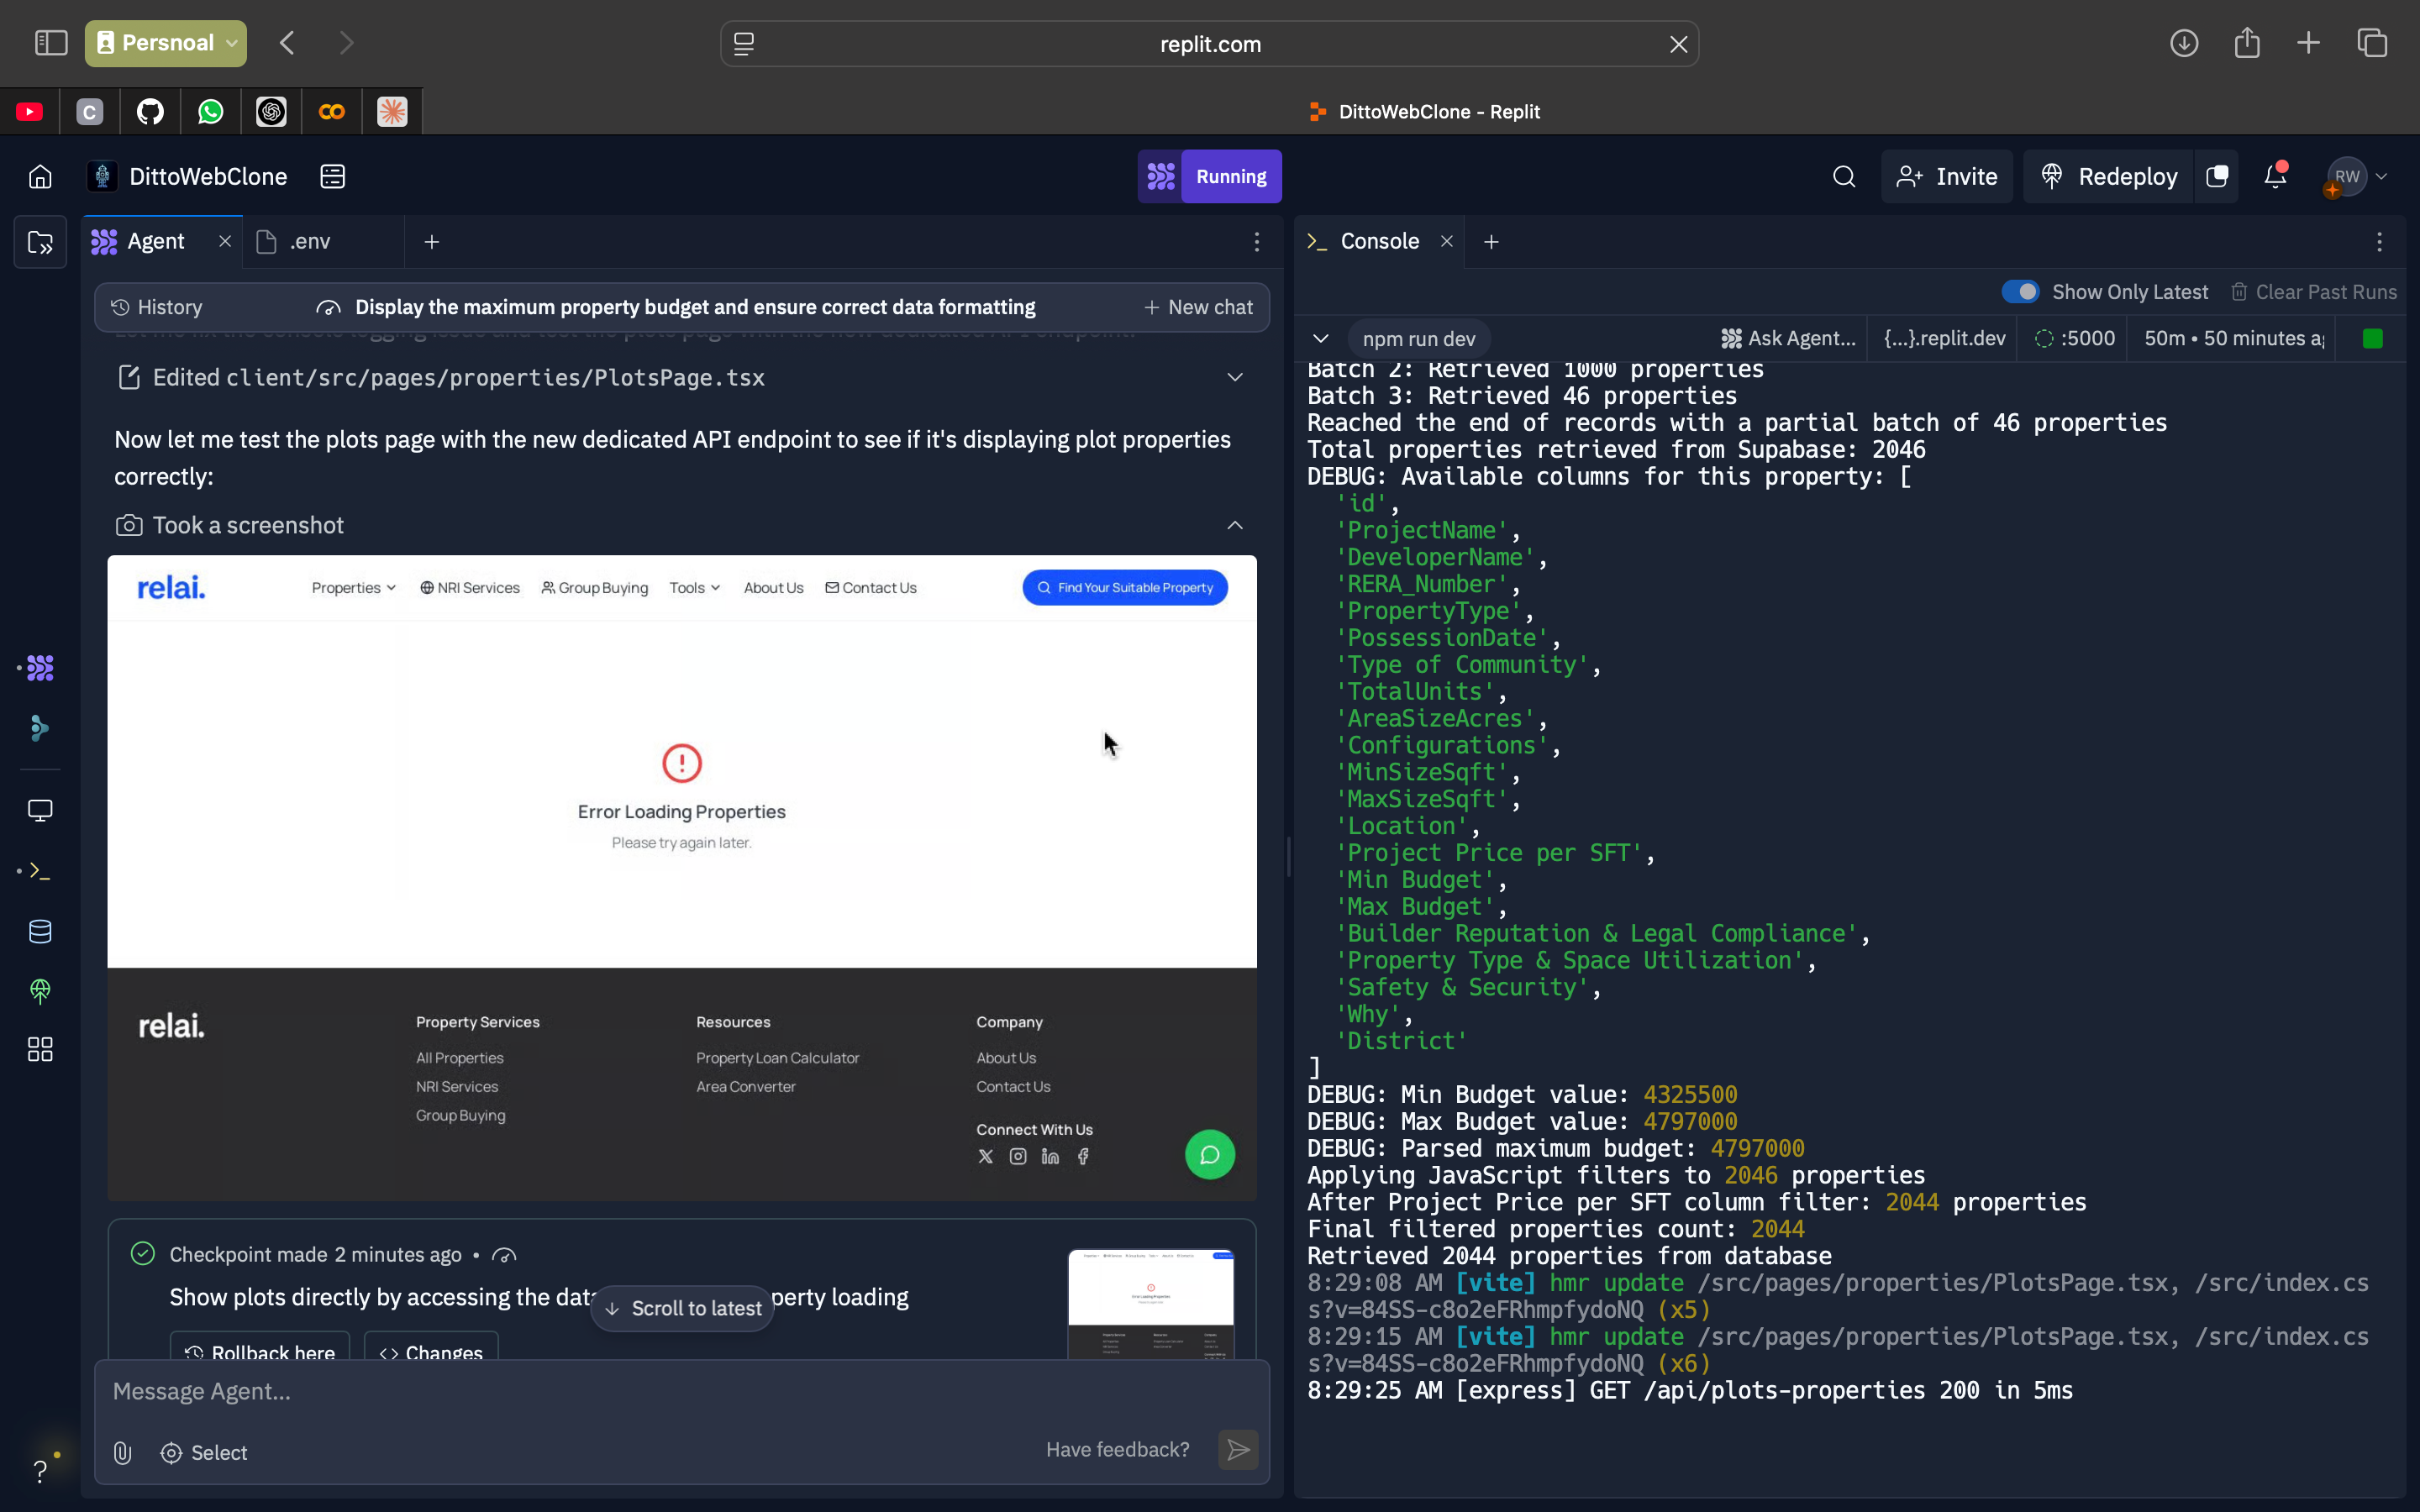 Persnoal
replit.com
C
DittoWebClone - Replit
DittoWebClone
Running
Invite
Redeploy
RW
Agent
.env
History
Display the maximum property budget and ensure correct data formatting
New chat
Edited client/src/pages/properties/PlotsPage.tsx
Now let me test the plots page with the new dedicated API endpoint to see if it's displaying plot properties
correctly:
Took a screenshot
relai.
Properties
NRI Services
Group Buying
Tools
About Us
Contact Us
Find Your Suitable Property
Error Loading Properties
Please try again later.
relai.
Property Services
All Properties
NRI Services
Group Buying
Resources
Property Loan Calculator
Area Converter
Company
About Us
Contact Us
Connect With Us
Checkpoint made 2 minutes ago •
Show plots directly by accessing the dat
perty loading
Scroll to latest
Rollback here
Changes
Message Agent...
Select
Have feedback?
?
Console
Show Only Latest
Clear Past Runs
npm run dev
Ask Agent...
{...}.replit.dev
:5000
50m • 50 minutes a
Batch 2: Retrieved 1000 properties
Batch 3: Retrieved 46 properties
Reached the end of records with a partial batch of 46 properties
Total properties retrieved from Supabase: 2046
DEBUG: Available columns for this property: [
'id',
'ProjectName',
'DeveloperName',
'RERA_Number',
'PropertyType',
'PossessionDate',
'Type of Community',
'TotalUnits',
'AreaSizeAcres',
'Configurations',
'MinSizeSqft',
'MaxSizeSqft',
'Location',
'Project Price per SFT',
'Min Budget',
'Max Budget',
'Builder Reputation & Legal Compliance',
'Property Type & Space Utilization',
'Safety & Security',
'Why',
'District'
]
DEBUG: Min Budget value: 4325500
DEBUG: Max Budget value: 4797000
DEBUG: Parsed maximum budget: 4797000
Applying JavaScript filters to 2046 properties
After Project Price per SFT column filter: 2044 properties
Final filtered properties count: 2044
Retrieved 2044 properties from database
8:29:08 AM [vite] hmr update /src/pages/properties/PlotsPage.tsx, /src/index.cs
s?v=84SS-c8o2eFRhmpfydoNQ (x5)
8:29:15 AM [vite] hmr update /src/pages/properties/PlotsPage.tsx, /src/index.cs
s?v=84SS-c8o2eFRhmpfydoNQ (x6)
8:29:25 AM [express] GET /api/plots-properties 200 in 5ms